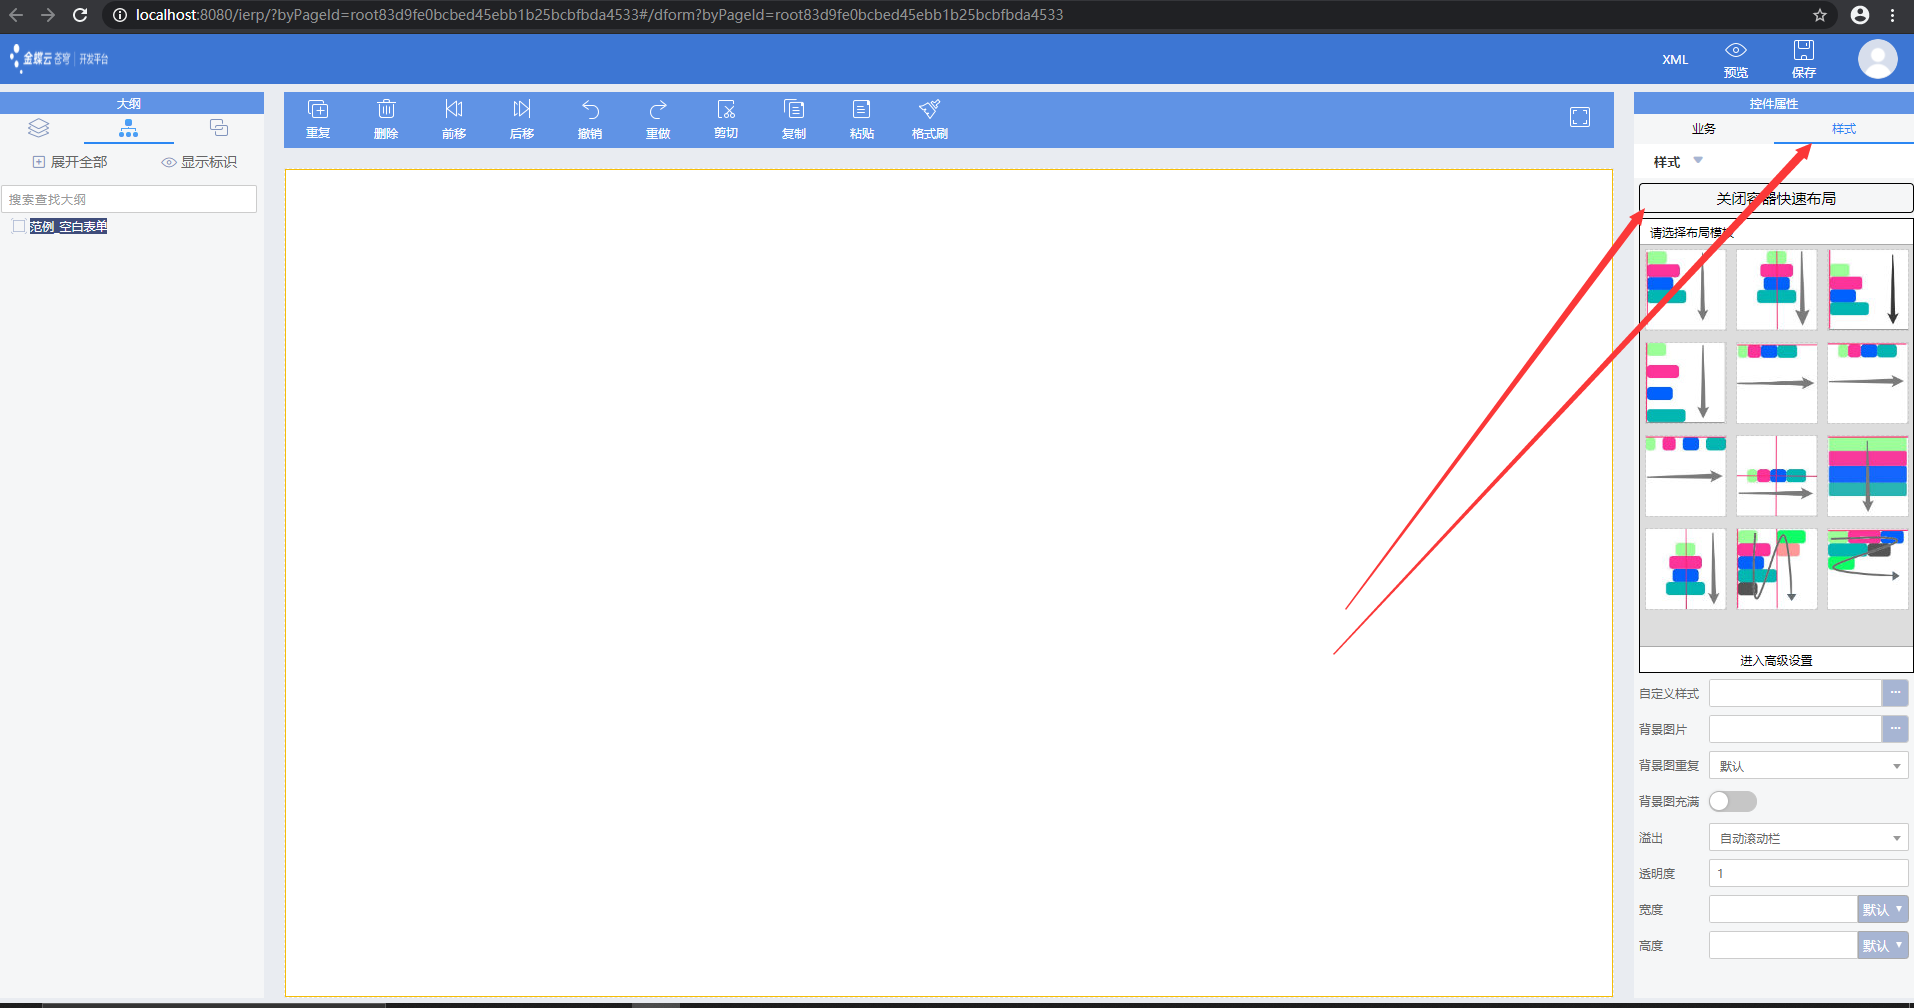 localhost:8080/ierp/?byPageId=root83d9fe0bcbed45ebb1b25bcbfbda4533#/dform?byPageId=root83d9fe0bcbed45ebb1b25bcbfbda4533
金蝶云 苍穹 | 开发平台
XML
预览
保存
大纲
展开全部
显示标识
搜索查找大纲
范例_空白表单
重复
删除
前移
后移
撤销
重做
剪切
复制
粘贴
格式刷
控件属性
业务
样式
样式
关闭容器快速布局
请选择布局模板
进入高级设置
自定义样式
···
背景图片
···
背景图重复
默认
背景图充满
溢出
自动滚动栏
透明度
1
宽度
默认
高度
默认